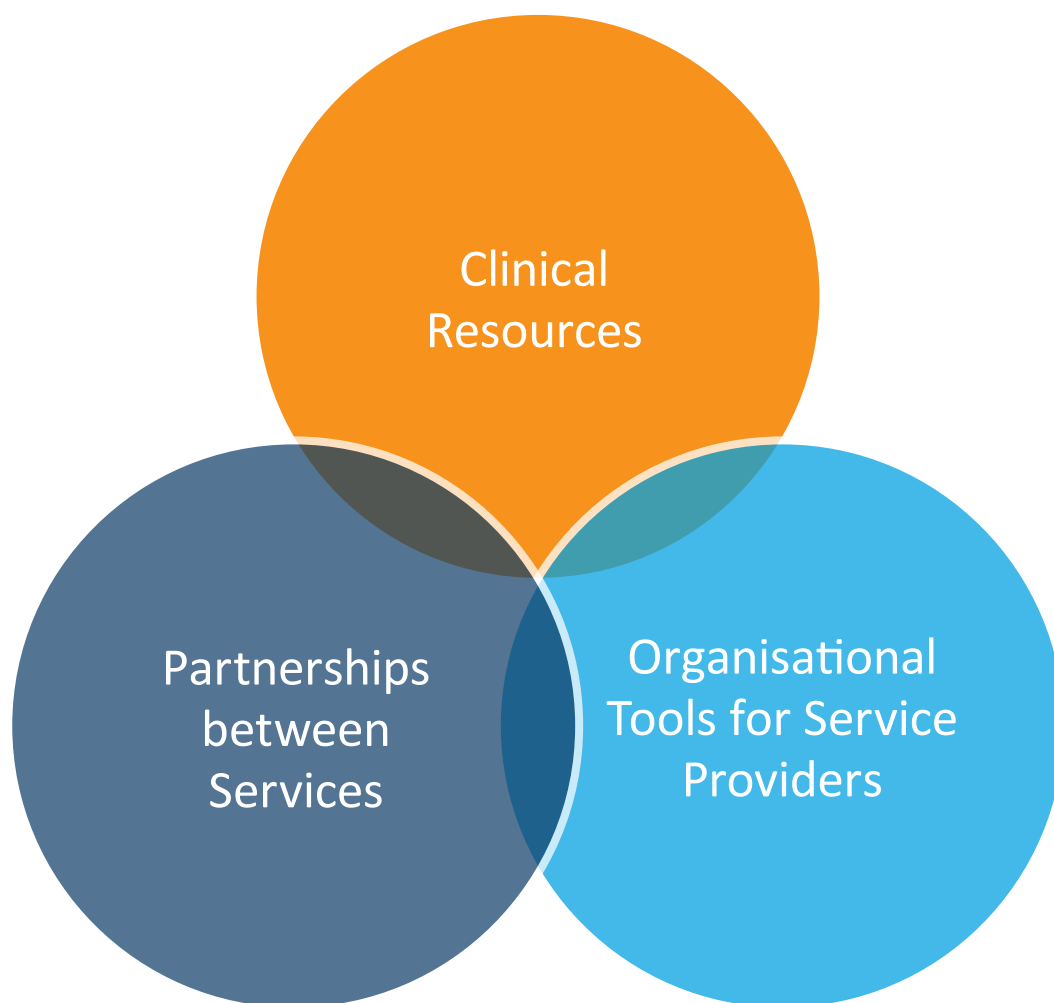 Clinical
Resources
Partnerships
between
Services
Organisational
Tools for Service
Providers